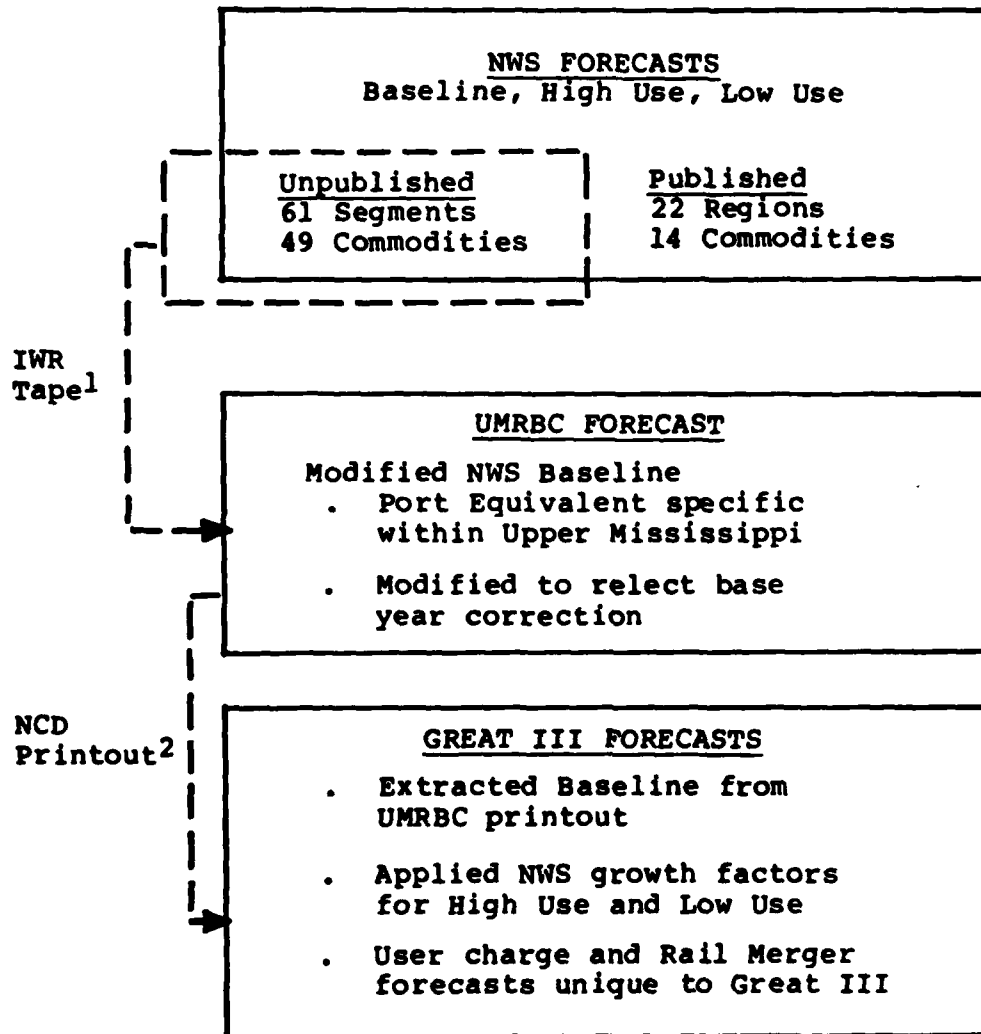 NWS FORECASTS
Baseline, High Use, Low Use
Unpublished
61 Segments
49 Commodities
Published
22 Regions
14 Commodities
IWR
Tape1
UMRBC FORECAST
Modified NWS Baseline
. Port Equivalent specific
within Upper Mississippi
. Modified to relect base
year correction
NCD
Printout2
GREAT III FORECASTS
. Extracted Baseline from
UMRBC printout
. Applied NWS growth factors
for High Use and Low Use
. User charge and Rail Merger
forecasts unique to Great III